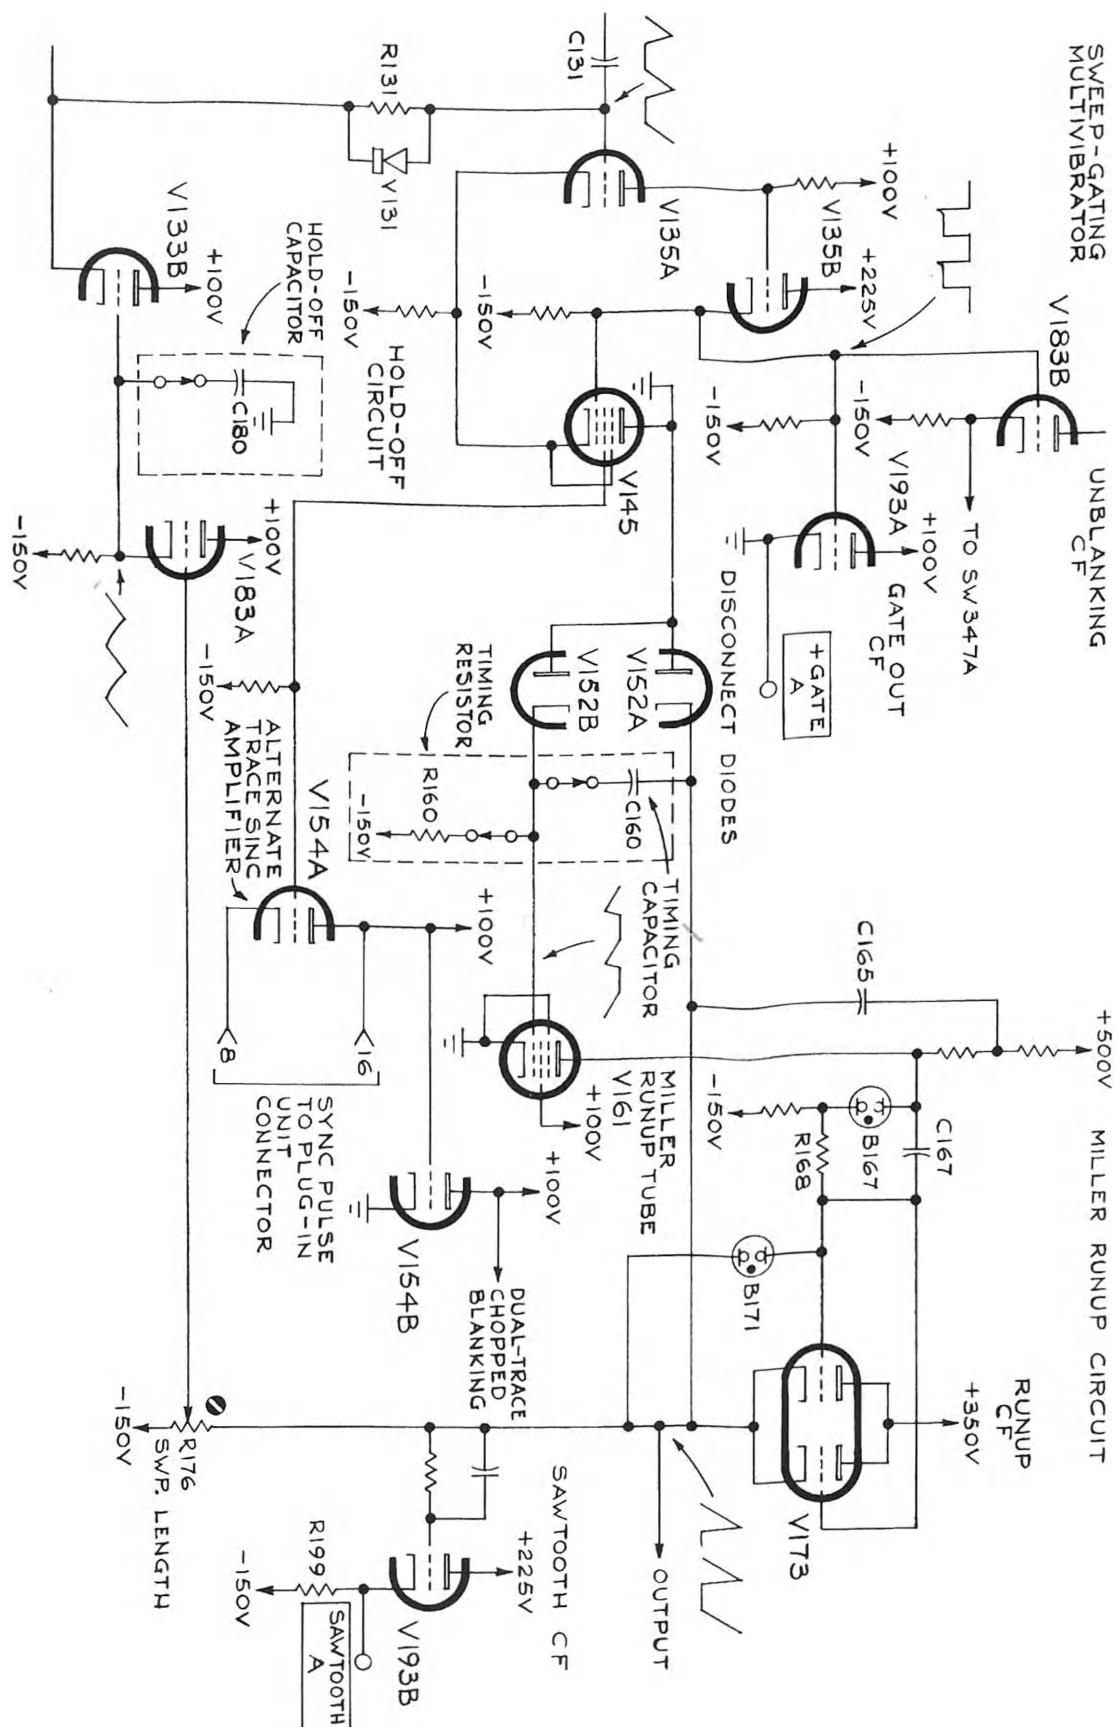 SWEEP-GATING
MULTIVIBRATOR
+500V
MILLER RUNUP CIRCUIT
V183B
UNBLANKING
CF
+100V
V135B
+225V
-150V
TO SW347A
V193A
+100V
GATE OUT
CF
+GATE
A
-150V
C131
V135A
-150V
V145
DISCONNECT DIODES
V152A
V152B
C165
C167
B167
R168
-150V
B171
RUNUP
CF
+350V
V173
OUTPUT
R131
V131
-150V
HOLD-OFF
CIRCUIT
TIMING
RESISTOR
R160
-150V
C160
TIMING
CAPACITOR
MILLER
RUNUP TUBE
V161
+100V
+100V
+100V
V154B
DUAL-TRACE
CHOPPED
BLANKING
SAWTOOTH CF
+225V
V193B
R199
-150V
SAWTOOTH
A
V133B
+100V
HOLD-OFF
CAPACITOR
C180
+100V
V183A
-150V
-150V
ALTERNATE
TRACE SINC
AMPLIFIER
V154A
8
16
SYNC PULSE
TO PLUG-IN
UNIT
CONNECTOR
-150V
R176
SWP. LENGTH